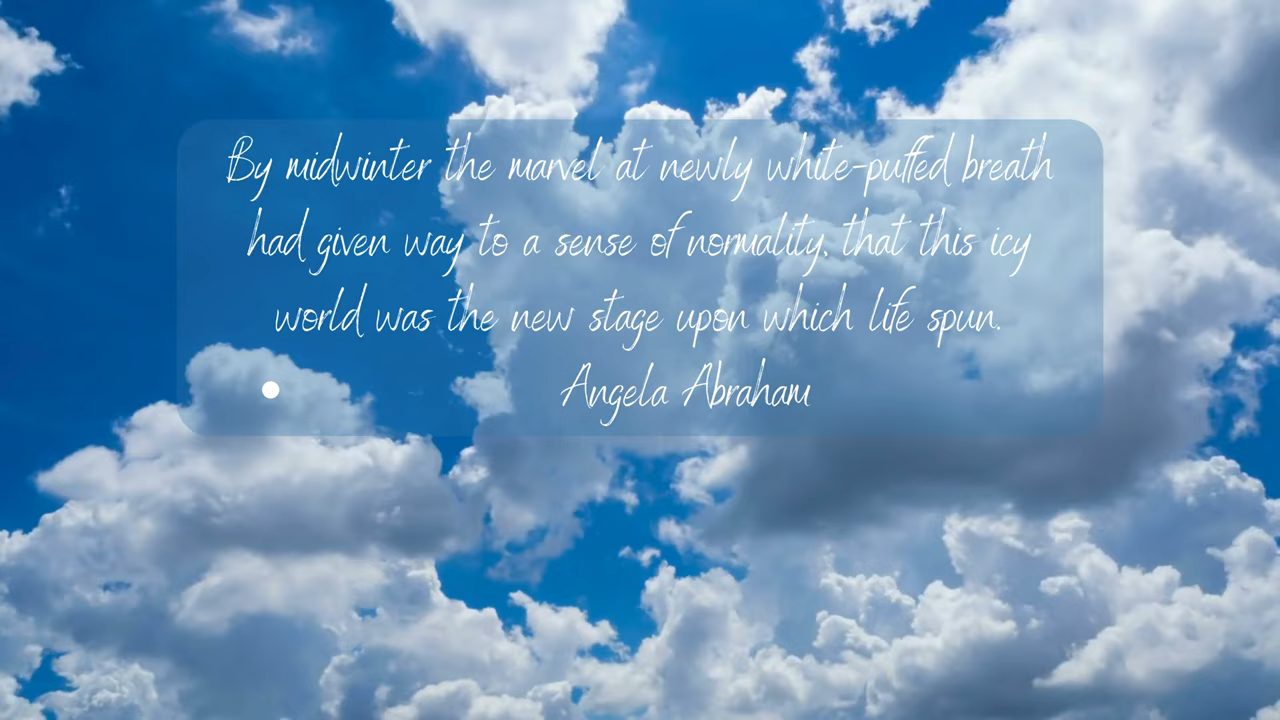 By midwinter the marvel at newly white-puffed breath
had given way to a sense of normality, that this icy
world was the new stage upon which life spun.
• Angela Abraham